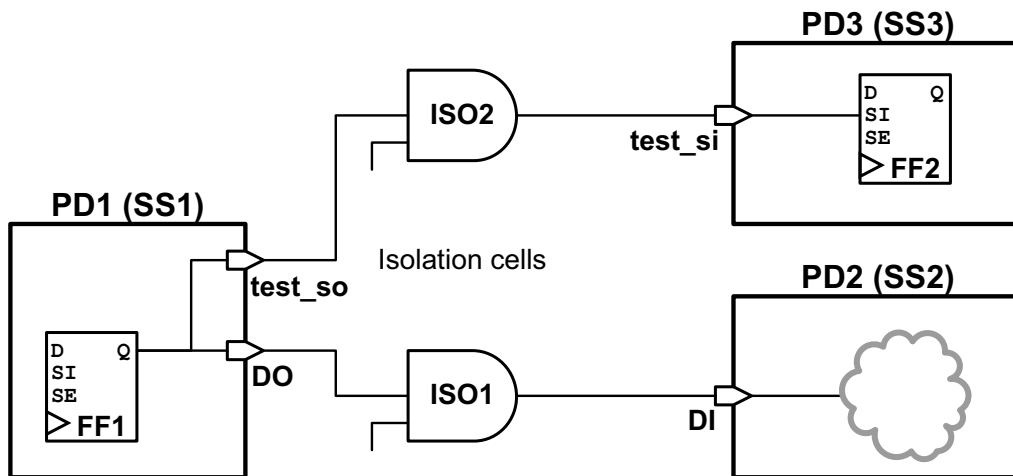 PD3 (SS3)
D Q
SI
SE
FF2
ISO2
test_si
PD1 (SS1)
Isolation cells
test_so
PD2 (SS2)
D Q
SI
SE
FF1
DO
ISO1
DI